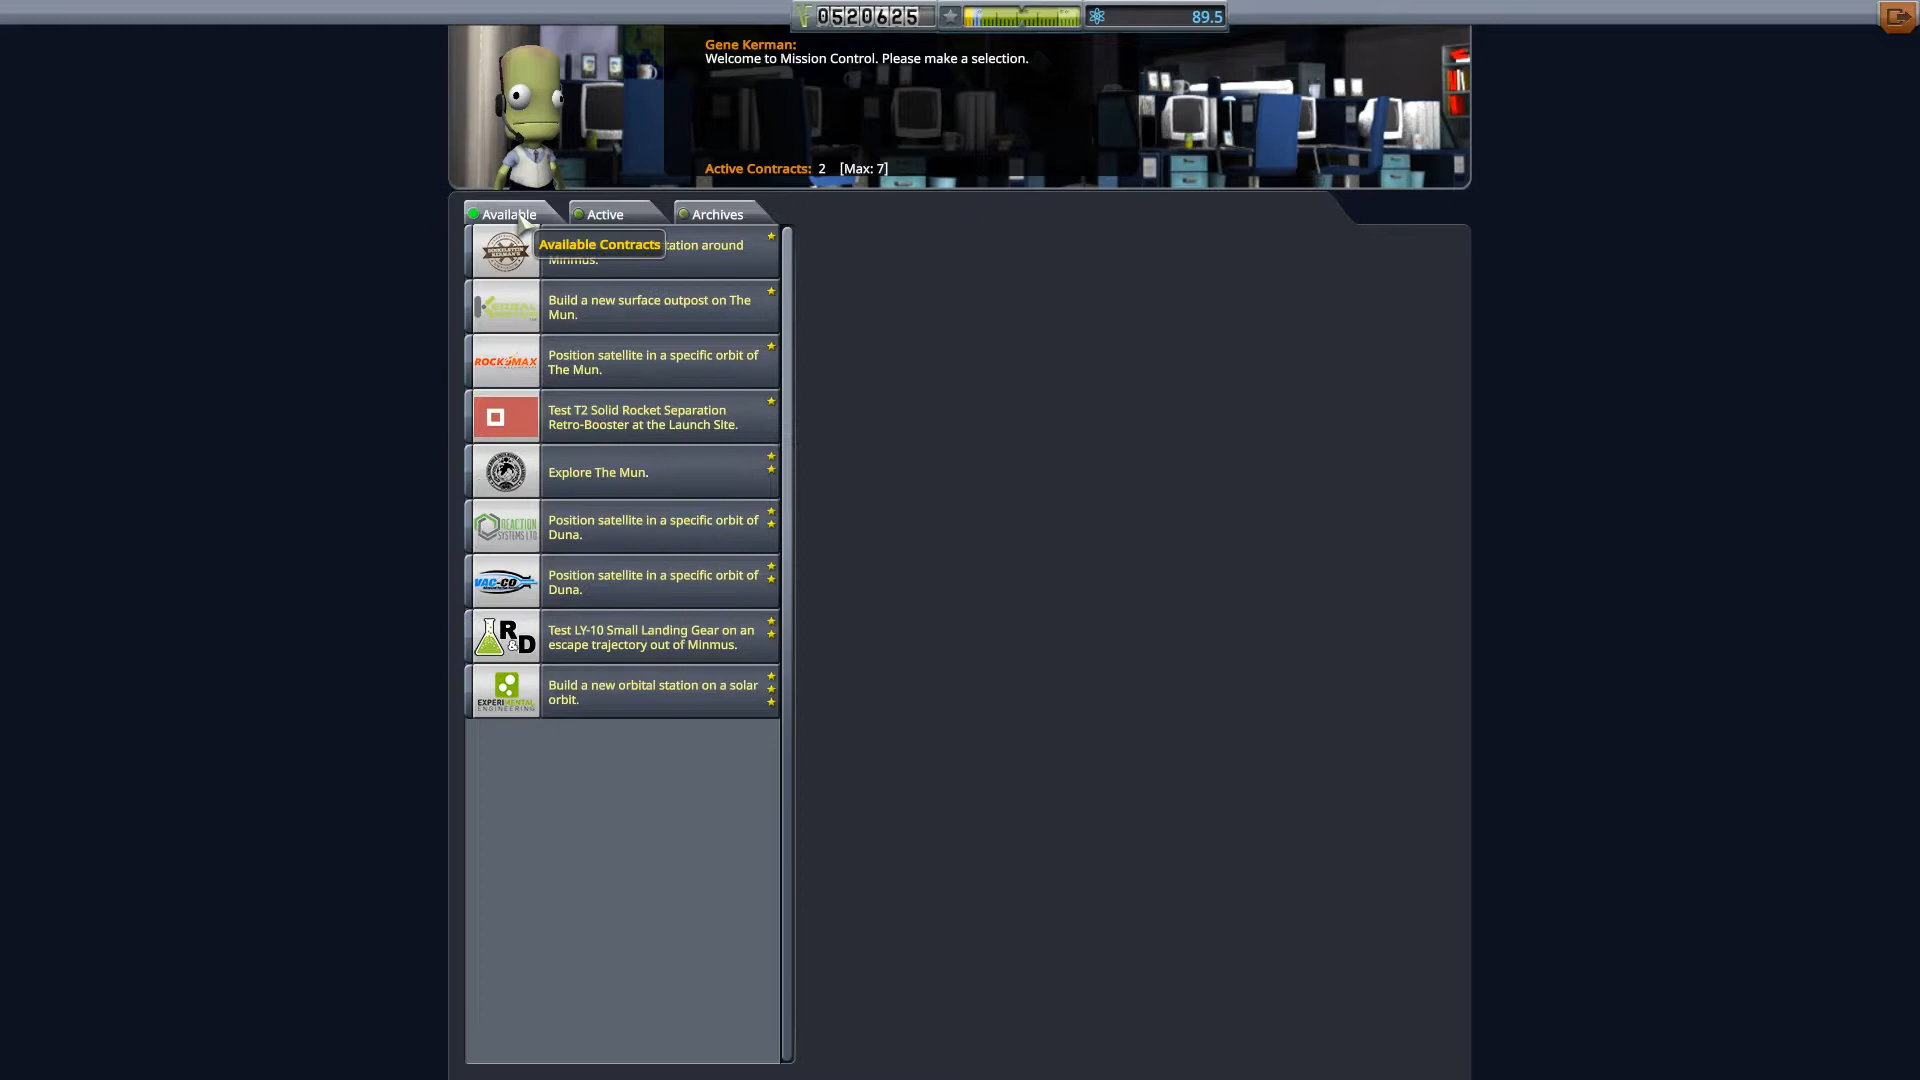 0520625
89.5
Gene Kerman:
Welcome to Mission Control. Please make a selection.
Active Contracts: 2 [Max: 7]
Available
Active
Archives
Available Contracts
tation around
Minmus.
Build a new surface outpost on The
Mun.
ROCKOMAX
Position satellite in a specific orbit of
The Mun.
Test T2 Solid Rocket Separation
Retro-Booster at the Launch Site.
Explore The Mun.
REACTION
SYSTEMS LTD
Position satellite in a specific orbit of
Duna.
VAC-CO
Position satellite in a specific orbit of
Duna.
R&D
Test LY-10 Small Landing Gear on an
escape trajectory out of Minmus.
EXPERIMENTAL
ENGINEERING
Build a new orbital station on a solar
orbit.